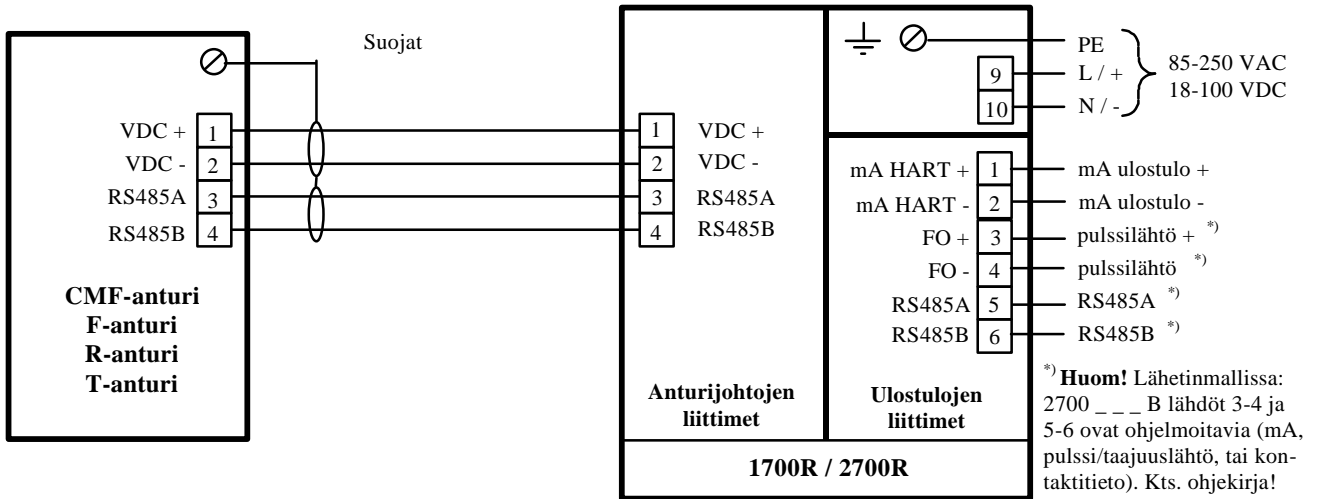 Suojat
VDC + 1
VDC - 2
RS485A 3
RS485B 4
CMF-anturi
F-anturi
R-anturi
T-anturi
1 VDC +
2 VDC -
3 RS485A
4 RS485B
Anturijohtojen
liittimet
PE
9 L / +
10 N / -
85-250 VAC
18-100 VDC
mA HART + 1 mA ulostulo +
mA HART - 2 mA ulostulo -
FO + 3 pulssilähtö + *)
FO - 4 pulssilähtö *)
RS485A 5 RS485A *)
RS485B 6 RS485B *)
Ulostulojen
liittimet
1700R / 2700R
*) Huom! Lähetinmallissa:
2700 _ _ _ B lähdöt 3-4 ja
5-6 ovat ohjelmoitavia (mA,
pulssi/taajuuslähtö, tai kon-
taktitieto). Kts. ohjekirja!